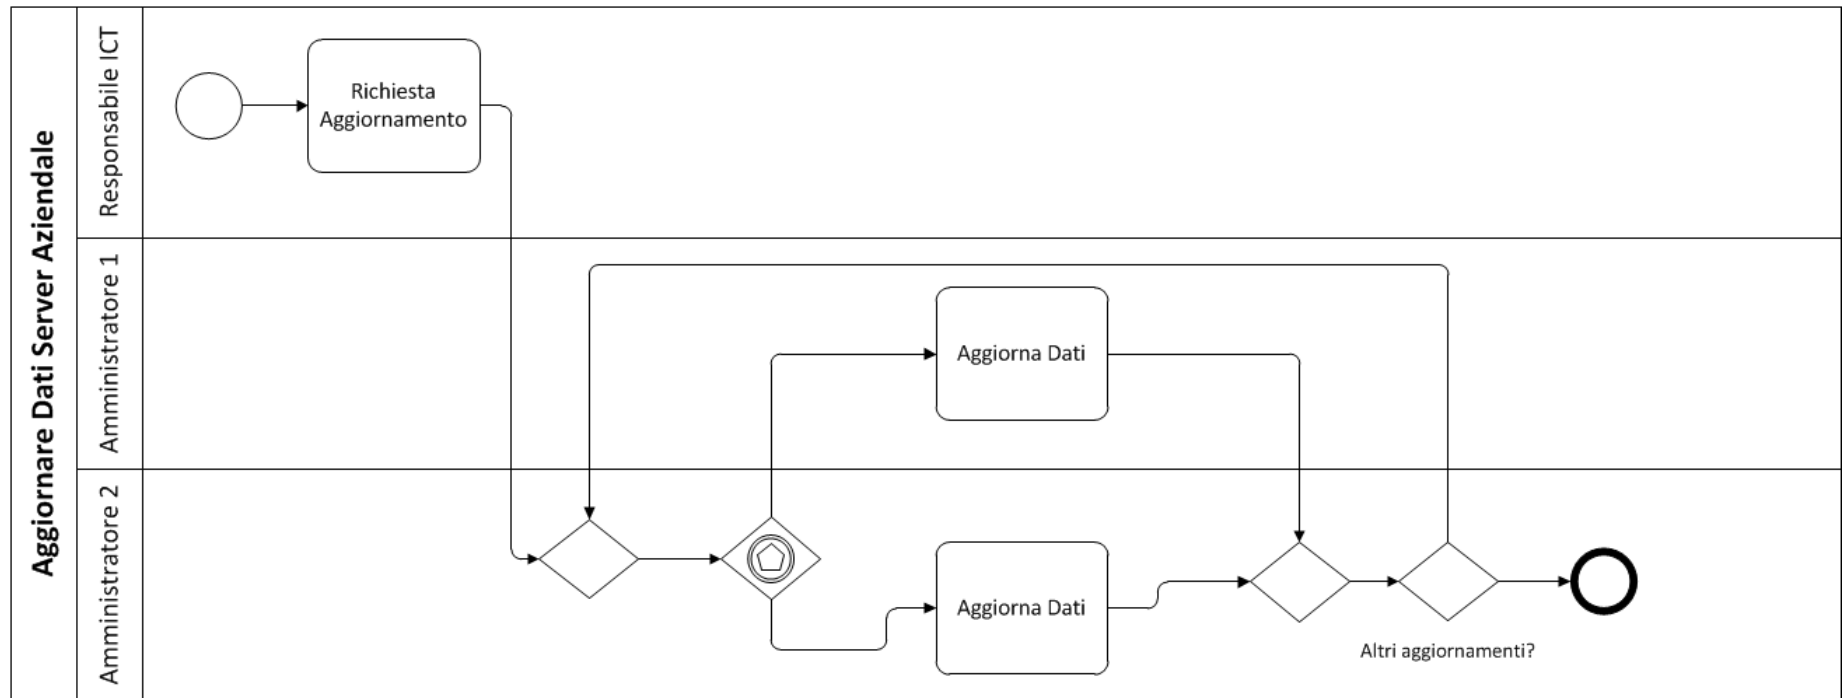 Aggiornare Dati Server Aziendale
Responsabile ICT
Richiesta
Aggiornamento
Amministratore 1
Aggiorna Dati
Amministratore 2
Aggiorna Dati
Altri aggiornamenti?